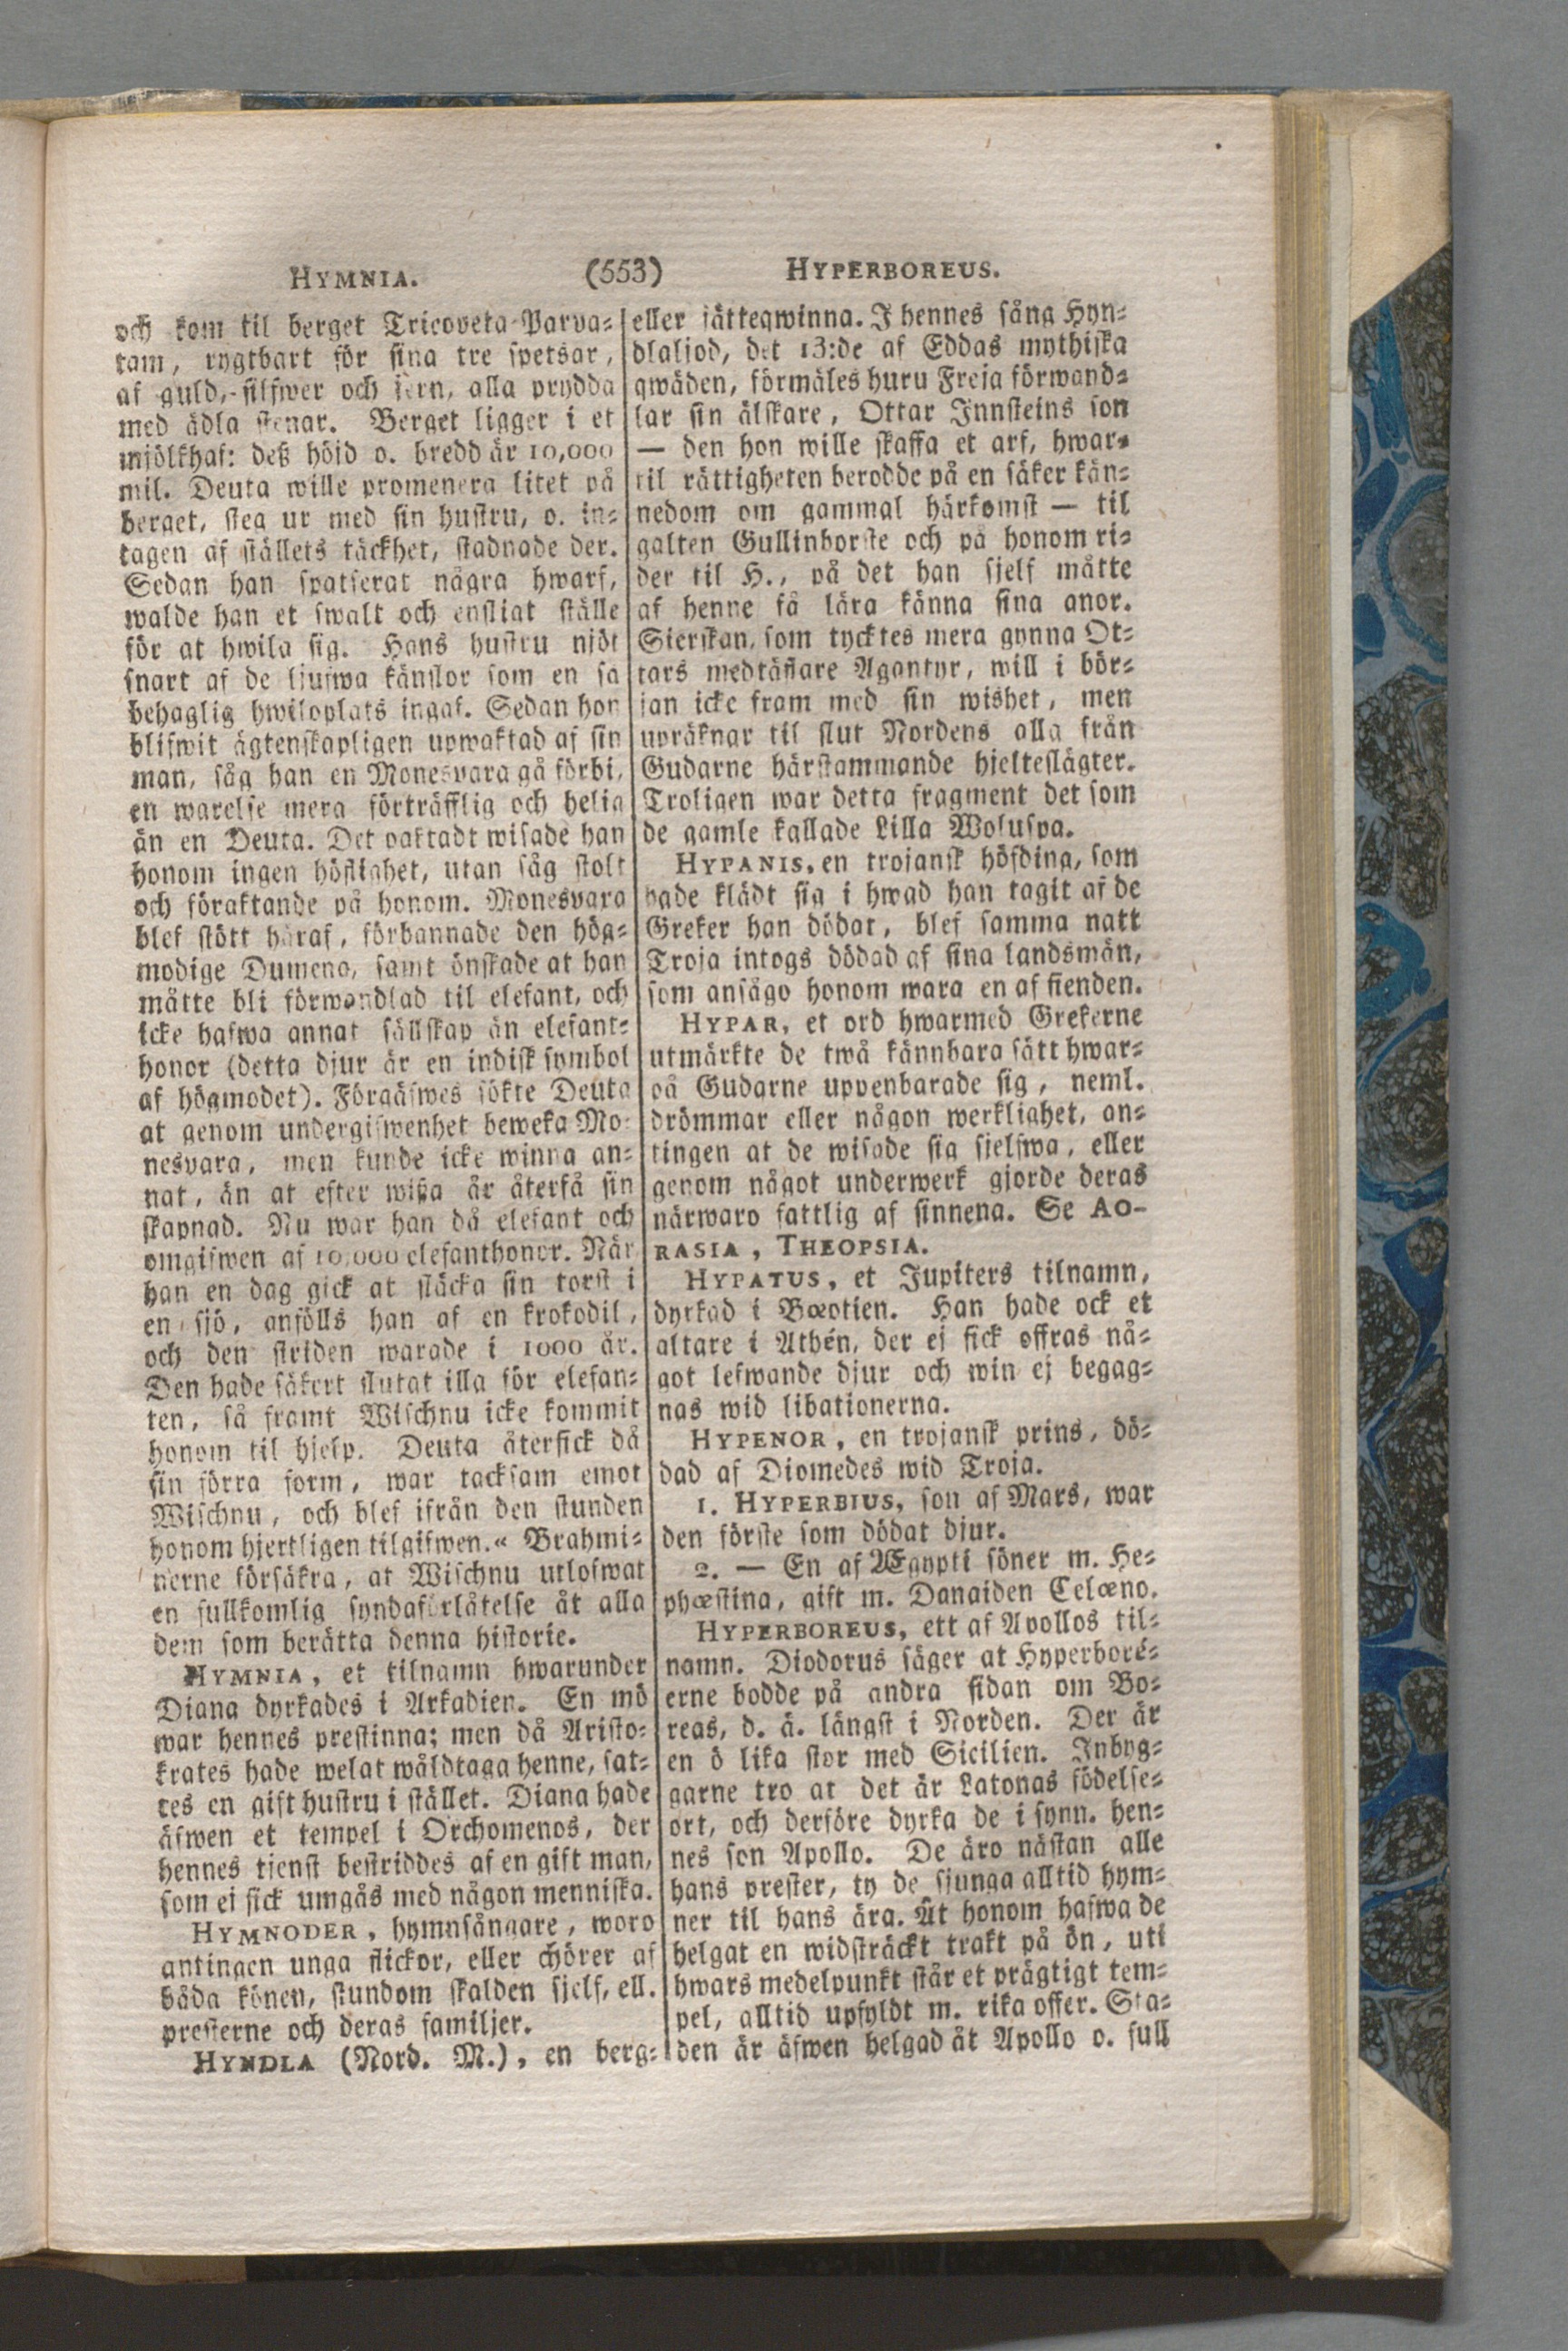 HYMNIA. (553) HYPERBOREUS.
och kom til berget Tricoveta-Parva-
tam, rygtbart för sina tre spetsar,
af guld, silfwer och jern, alla prydda
med ädla stenar. Berget ligger i et
mjölkhaf: deß höjd o. bredd är 10,000
mil. Deuta wille promenera litet på
berget, steg ur med sin hustru, o. in-
tagen af ställets täckhet, stadnade der.
Sedan han spatserat några hwarf,
walde han et swalt och ensligt ställe
för at hwila sig. Hans hustru njöt
snart af de ljufwa känslor som en så
behaglig hwiloplats ingaf. Sedan hon
blifwit ägtenskapligen upwaktad af sin
man, såg han en Monesvara gå förbi,
en warelse mera förträfflig och helig
än en Deuta. Det oaktadt wisade han
honom ingen höflighet, utan såg stolt
och föraktande på honom. Monesvara
blef stött häraf, förbannade den hög-
modige Dumeno, samt önskade at han
måtte bli förwandlad til elefant, och
icke hafwa annat sällskap än elefant-
honor (detta djur är en indisk symbol
af högmodet). Förgäfwes sökte Deuta
at genom undergifwenhet beweka Mo-
nesvara, men kunde icke winna an-
nat, än at efter wißa år återfå sin
skapnad. Nu war han då elefant och
omgifwen af 10,000 elefanthonor. När
han en dag gick at släcka sin torst i
en sjö, anfölls han af en krokodil,
och den striden warade i 1000 år.
Den hade säkert slutat illa för elefan-
ten, så framt Wischnu icke kommit
honom til hjelp. Deuta återfick då
sin förra form, war tacksam emot
Wischnu, och blef ifrån den stunden
honom hjertligen tilgifwen.« Brahmi-
nerne försäkra, at Wischnu utlofwat
en fullkomlig syndaförlåtelse åt alla
dem som berätta denna historie.
HYMNIA, et tilnamn hwarunder
Diana dyrkades i Arkadien. En mö
war hennes prestinna; men då Aristo-
krates hade welat wåldtaga henne, sat-
tes en gift hustru i stället. Diana hade
äfwen et tempel i Orchomenos, der
hennes tjenst bestriddes af en gift man,
som ej fick umgås med någon menniska.
HYMNODER, hymnsångare, woro
antingen unga flickor, eller chörer af
båda könen, stundom skalden sjelf, ell.
presterne och deras familjer.
HYNDLA (Nord. M.), en berg-
eller jätteqwinna. I hennes sång Hyn-
dlaljod, det 13:de af Eddas mythiska
qwäden, förmäles huru Freja förwand-
lar sin älskare, Ottar Innsteins son
— den hon wille skaffa et arf, hwar-
til rättigheten berodde på en säker kän-
nedom om gammal härkomst — til
galten Gullinborste och på honom ri-
der til H., på det han sjelf måtte
af henne få lära känna sina anor.
Sierskan, som tycktes mera gynna Ot-
tars medtäflare Agantyr, will i bör-
jan icke fram med sin wishet, men
upräknar til slut Nordens alla från
Gudarne härstammande hjelteslägter.
Troligen war detta fragment det som
de gamle kallade Lilla Woluspa.
HYPANIS, en trojansk höfding, som
hade klädt sig i hwad han tagit af de
Greker han dödat, blef samma natt
Troja intogs dödad af sina landsmän,
som ansågo honom wara en af fienden.
HYPAR, et ord hwarmed Grekerne
utmärkte de twå kännbara sätt hwar-
på Gudarne uppenbarade sig, neml.
drömmar eller någon werklighet, an-
tingen at de wisade sig sjelfwa, eller
genom något underwerk gjorde deras
närwaro fattlig af sinnena. Se AO-
RASIA, THEOPSIA.
HYPATUS, et Jupiters tilnamn,
dyrkad i Bœotien. Han hade ock et
altare i Athén, der ej fick offras nå-
got lefwande djur och win ej begag-
nas wid libationerna.
HYPENOR, en trojansk prins, dö-
dad af Diomedes wid Troja.
1. HYPERBIUS, son af Mars, war
den förste som dödat djur.
2. — En af Ægypti söner m. He-
phœstina, gift m. Danaiden Celœno.
HYPERBOREUS, ett af Apollos til-
namn. Diodorus säger at Hyperboré-
erne bodde på andra sidan om Bo-
reas, d. ä. längst i Norden. Der är
en ö lika stor med Sicilien. Inbyg-
garne tro at det är Latonas födelse-
ort, och derföre dyrka de i synn. hen-
nes son Apollo. De äro nästan alle
hans prester, ty de sjunga alltid hym-
ner til hans ära. Åt honom hafwa de
helgat en widsträckt trakt på ön, uti
hwars medelpunkt står et prägtigt tem-
pel, alltid upfyldt m. rika offer. Sta-
den är äfwen helgad åt Apollo o. full